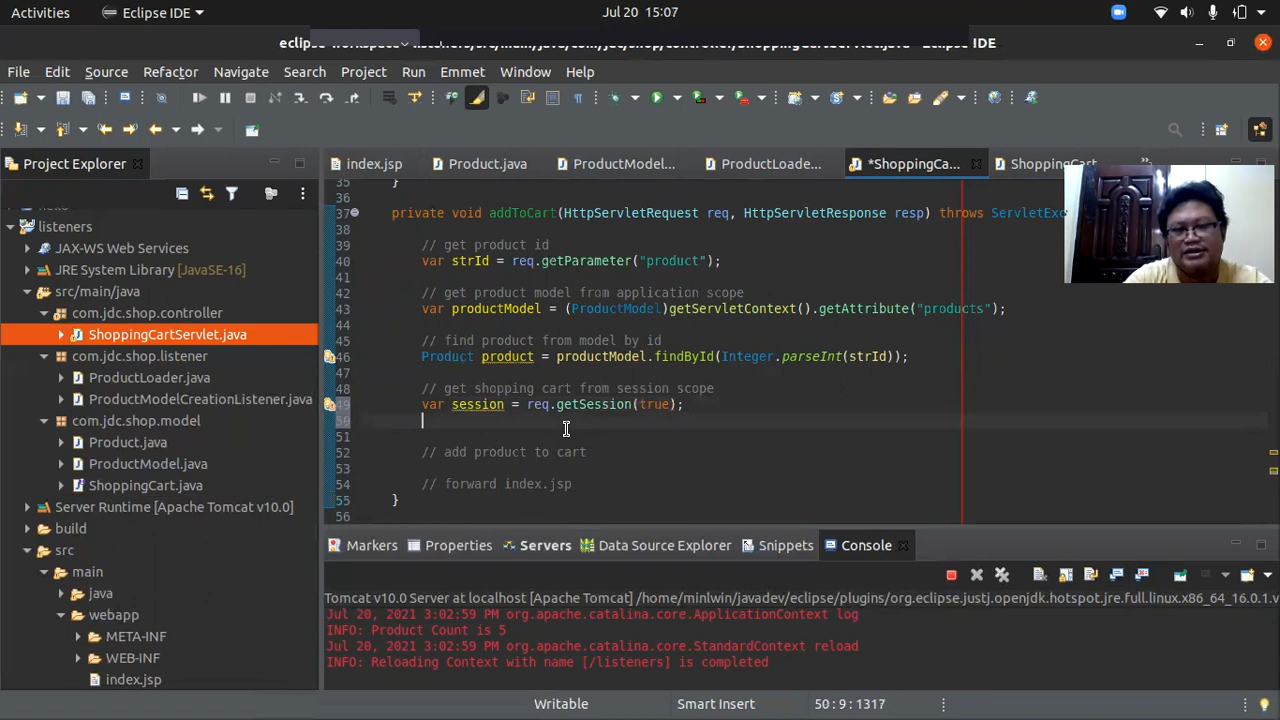 Activities
Eclipse IDE
Jul 20 15:07
Eclipse IDE
File Edit Source Refactor Navigate Search Project Run Emmet Window Help
Project Explorer
index.jsp
Product.java
ProductModel...
ProductLoade...
*ShoppingCa...
ShoppingCart
listeners
JAX-WS Web Services
JRE System Library [JavaSE-16]
src/main/java
com.jdc.shop.controller
ShoppingCartServlet.java
com.jdc.shop.listener
ProductLoader.java
ProductModelCreationListener.java
com.jdc.shop.model
Product.java
ProductModel.java
ShoppingCart.java
Server Runtime [Apache Tomcat v10.0]
build
src
main
java
webapp
META-INF
WEB-INF
index.jsp
35 }
36
37 private void addToCart(HttpServletRequest req, HttpServletResponse resp) throws ServletExc
38
39 // get product id
40 var strId = req.getParameter("product");
41
42 // get product model from application scope
43 var productModel = (ProductModel)getServletContext().getAttribute("products");
44
45 // find product from model by id
46 Product product = productModel.findById(Integer.parseInt(strId));
47
48 // get shopping cart from session scope
49 var session = req.getSession(true);
50
51
52 // add product to cart
53
54 // forward index.jsp
55 }
56
Markers Properties Servers Data Source Explorer Snippets Console
Tomcat v10.0 Server at localhost [Apache Tomcat] /home/minlwin/javadev/eclipse/plugins/org.eclipse.justj.openjdk.hotspot.jre.full.linux.x86_64_16.0.1.v
Jul 20, 2021 3:02:59 PM org.apache.catalina.core.ApplicationContext log
INFO: Product Count is 5
Jul 20, 2021 3:02:59 PM org.apache.catalina.core.StandardContext reload
INFO: Reloading Context with name [/listeners] is completed
Writable
Smart Insert
50 : 9 : 1317